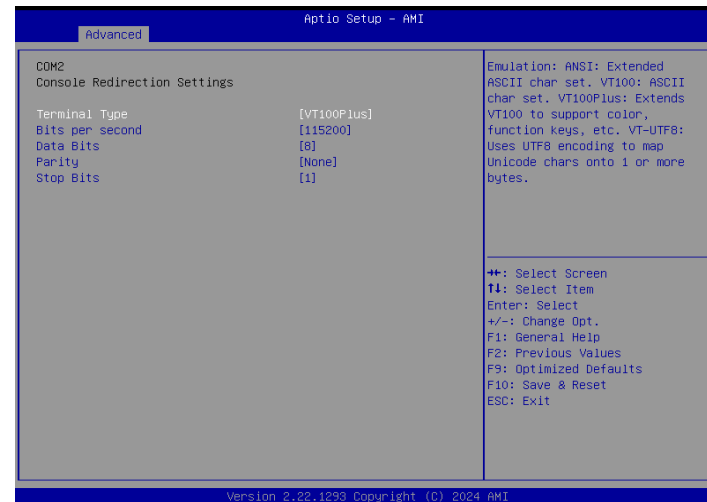 Aptio Setup - AMI
Advanced
COM2
Console Redirection Settings
Terminal Type [VT100Plus]
Bits per second [115200]
Data Bits [8]
Parity [None]
Stop Bits [1]
Emulation: ANSI: Extended
ASCII char set. VT100: ASCII
char set. VT100Plus: Extends
VT100 to support color,
function keys, etc. VT-UTF8:
Uses UTF8 encoding to map
Unicode chars onto 1 or more
bytes.
→←: Select Screen
↑↓: Select Item
Enter: Select
+/-: Change Opt.
F1: General Help
F2: Previous Values
F9: Optimized Defaults
F10: Save & Reset
ESC: Exit
Version 2.22.1293 Copyright (C) 2024 AMI